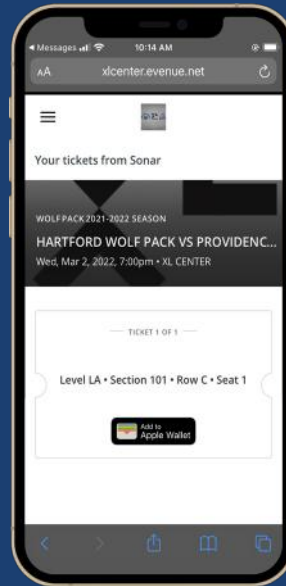 Messages
10:14 AM
AA
xlcenter.evenue.net
Your tickets from Sonar
WOLF PACK 2021-2022 SEASON
HARTFORD WOLF PACK VS PROVIDENC...
Wed, Mar 2, 2022, 7:00pm • XL CENTER
TICKET 1 OF 1
Level LA • Section 101 • Row C • Seat 1
Add to
Apple Wallet